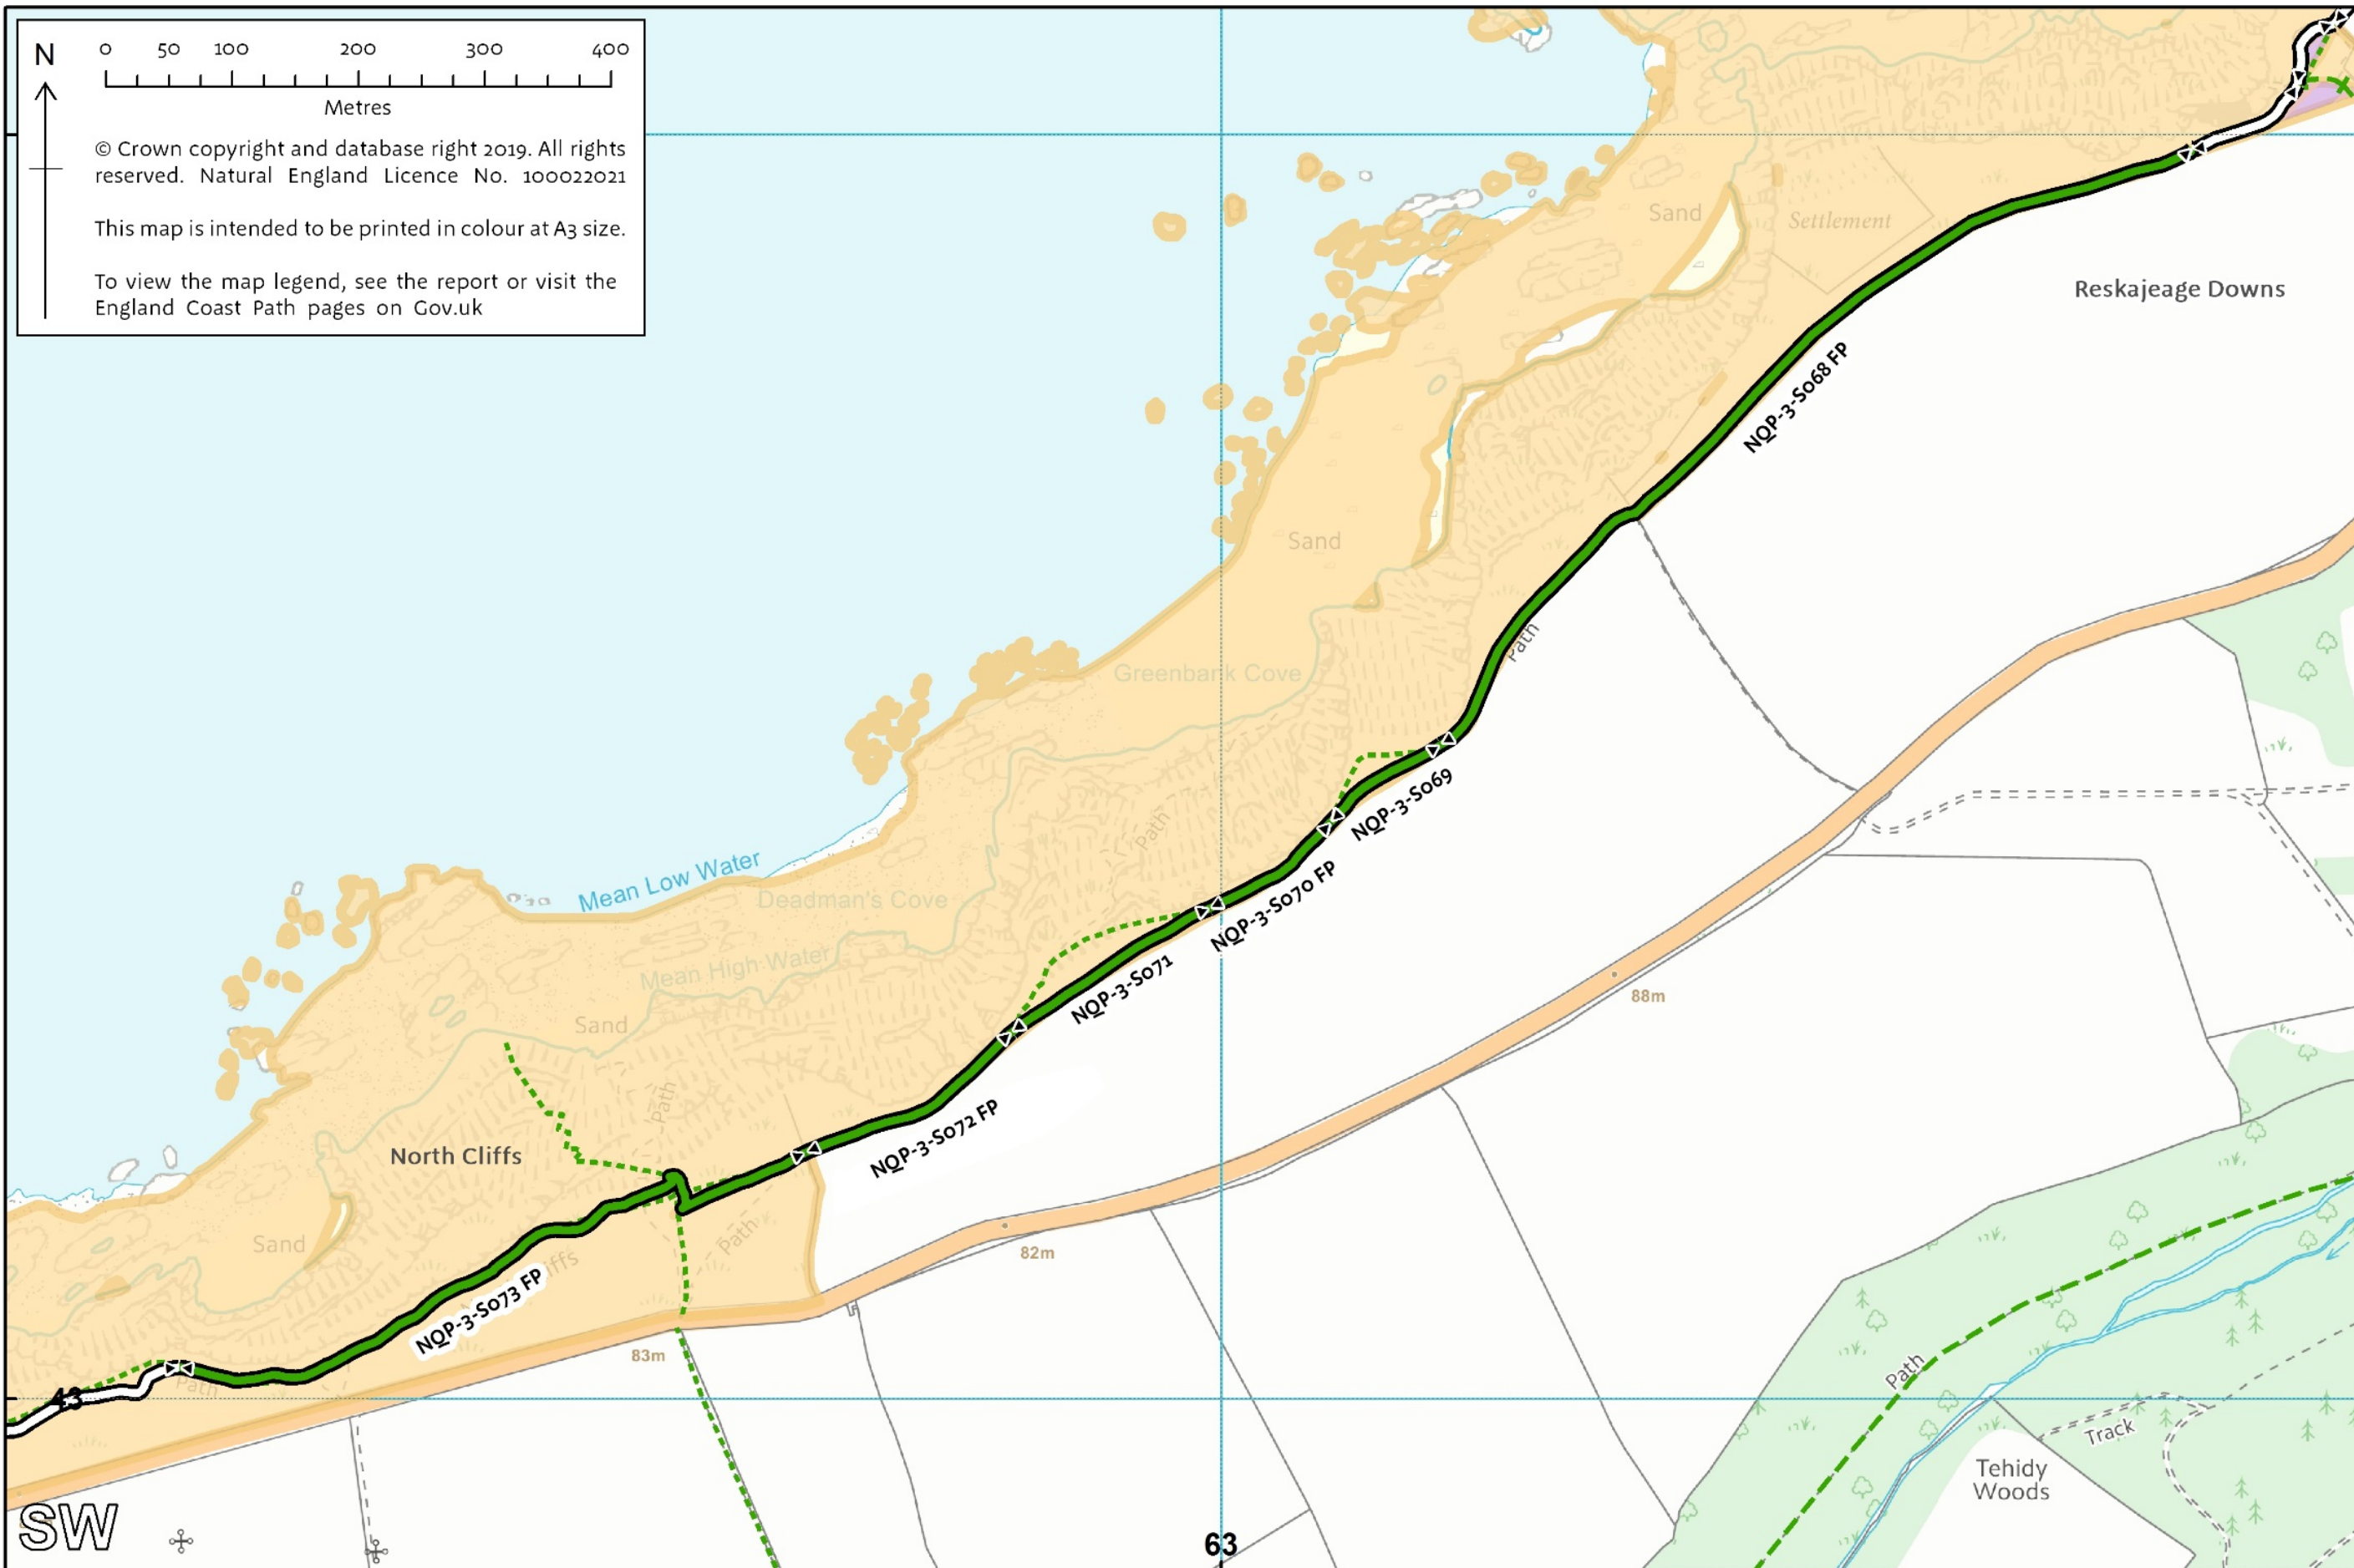 N
0 50 100 200 300 400
Metres
© Crown copyright and database right 2019. All rights
reserved. Natural England Licence No. 100022021
This map is intended to be printed in colour at A3 size.
To view the map legend, see the report or visit the
England Coast Path pages on Gov.uk
Sand
Settlement
Reskajeage Downs
NQP-3-S068 FP
Sand
Path
Greenbank Cove
NQP-3-S069
Path
Mean Low Water
Deadman's Cove
NQP-3-S070 FP
Mean High Water
NQP-3-S071
88m
Sand
Path
NQP-3-S072 FP
North Cliffs
Path
Sand
82m
NQP-3-S073 FP
83m
Path
43
Path
Track
Tehidy
Woods
SW
63